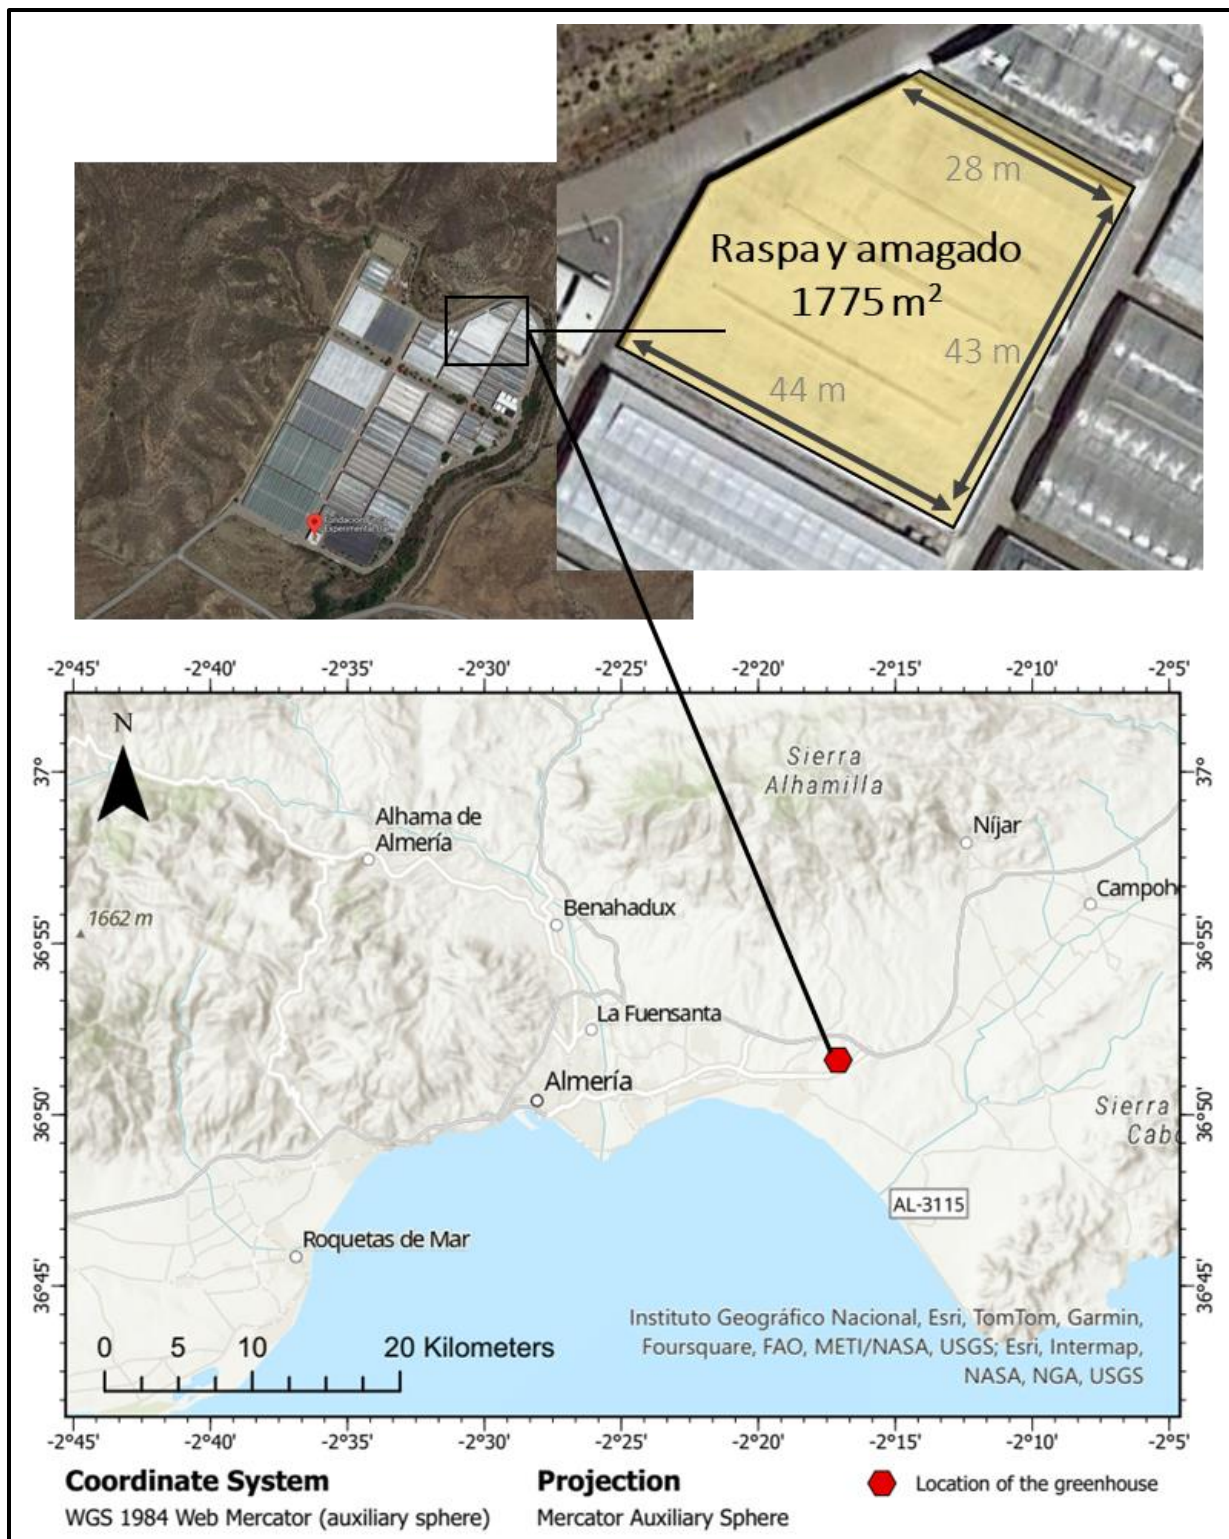 28 m
Raspa y amagado
1775 m²
43 m
44 m
Fundación
Experimental
-2°45' -2°40' -2°35' -2°30' -2°25' -2°20' -2°15' -2°10' -2°5'
N
Sierra
Alhamilla
37° 37°
Alhama de
Almería
Níjar
Campoh
Benahadux
1662 m
36°55' 36°55'
La Fuensanta
Almería
36°50' 36°50'
Sierra
Cabo
AL-3115
Roquetas de Mar
36°45' 36°45'
Instituto Geográfico Nacional, Esri, TomTom, Garmin,
Foursquare, FAO, METI/NASA, USGS; Esri, Intermap,
NASA, NGA, USGS
0 5 10 20 Kilometers
-2°45' -2°40' -2°35' -2°30' -2°25' -2°20' -2°15' -2°10' -2°5'
Coordinate System Projection Location of the greenhouse
WGS 1984 Web Mercator (auxiliary sphere) Mercator Auxiliary Sphere